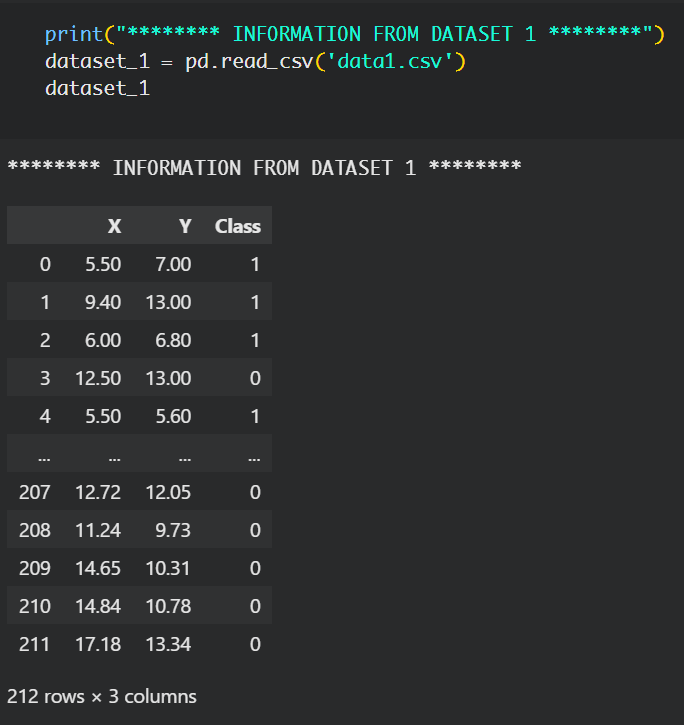 print("******** INFORMATION FROM DATASET 1 ********")
dataset_1 = pd.read_csv('data1.csv')
dataset_1
******** INFORMATION FROM DATASET 1 ********
X Y Class
0 5.50 7.00 1
1 9.40 13.00 1
2 6.00 6.80 1
3 12.50 13.00 0
4 5.50 5.60 1
... ... ... ...
207 12.72 12.05 0
208 11.24 9.73 0
209 14.65 10.31 0
210 14.84 10.78 0
211 17.18 13.34 0
212 rows × 3 columns